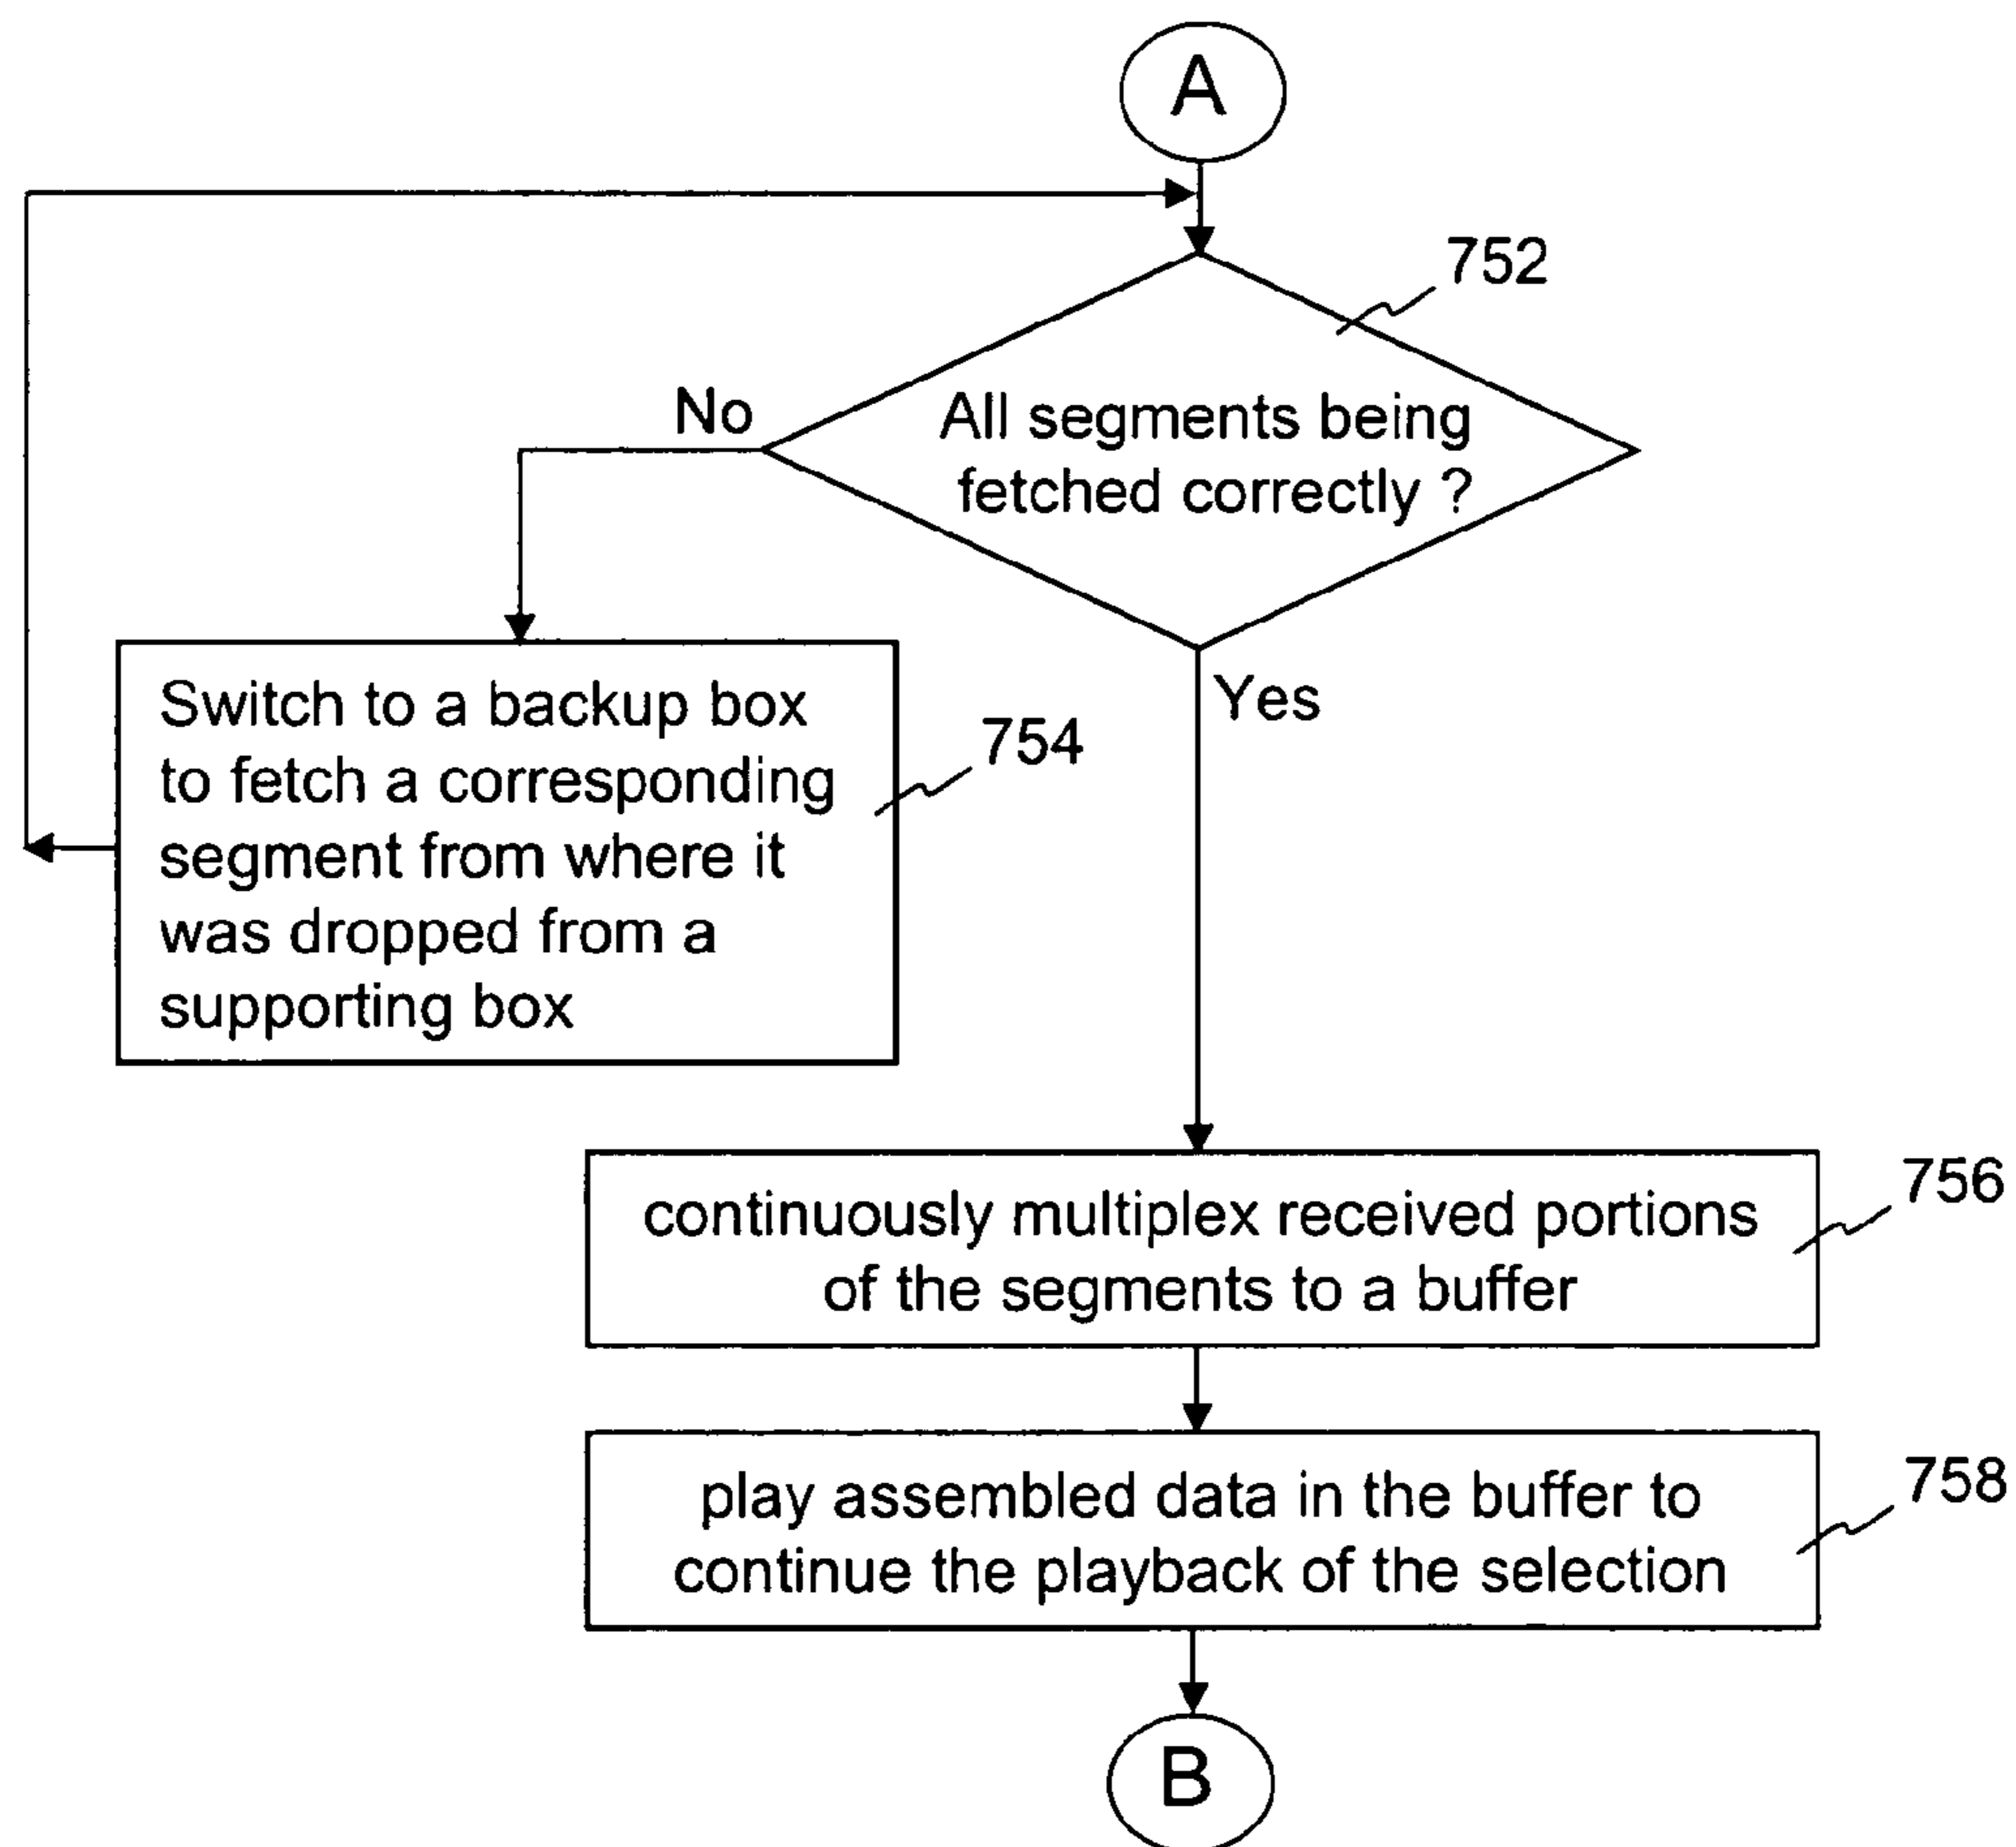 A
752
No
All segments being
fetched correctly ?
Yes
Switch to a backup box
to fetch a corresponding
segment from where it
was dropped from a
supporting box
754
756
continuously multiplex received portions
of the segments to a buffer
758
play assembled data in the buffer to
continue the playback of the selection
B